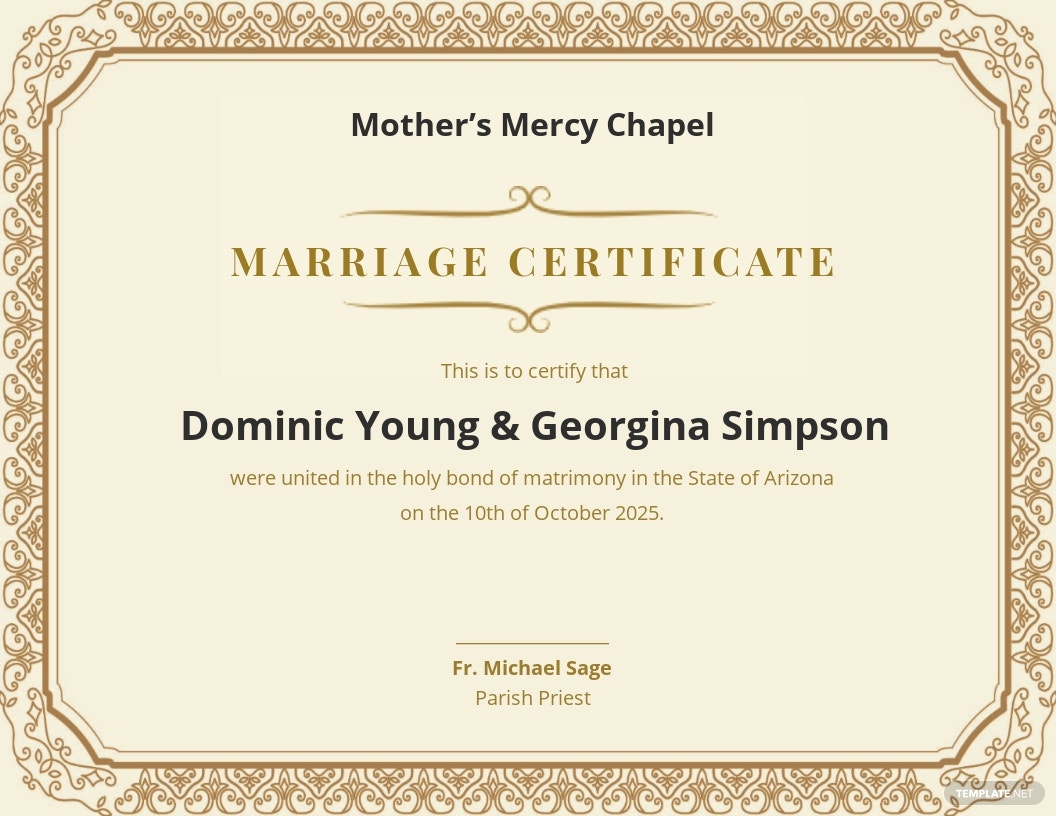 Mother’s Mercy Chapel
MARRIAGE CERTIFICATE
This is to certify that
Dominic Young & Georgina Simpson
were united in the holy bond of matrimony in the State of Arizona
on the 10th of October 2025.
Fr. Michael Sage
Parish Priest
TEMPLATE.NET